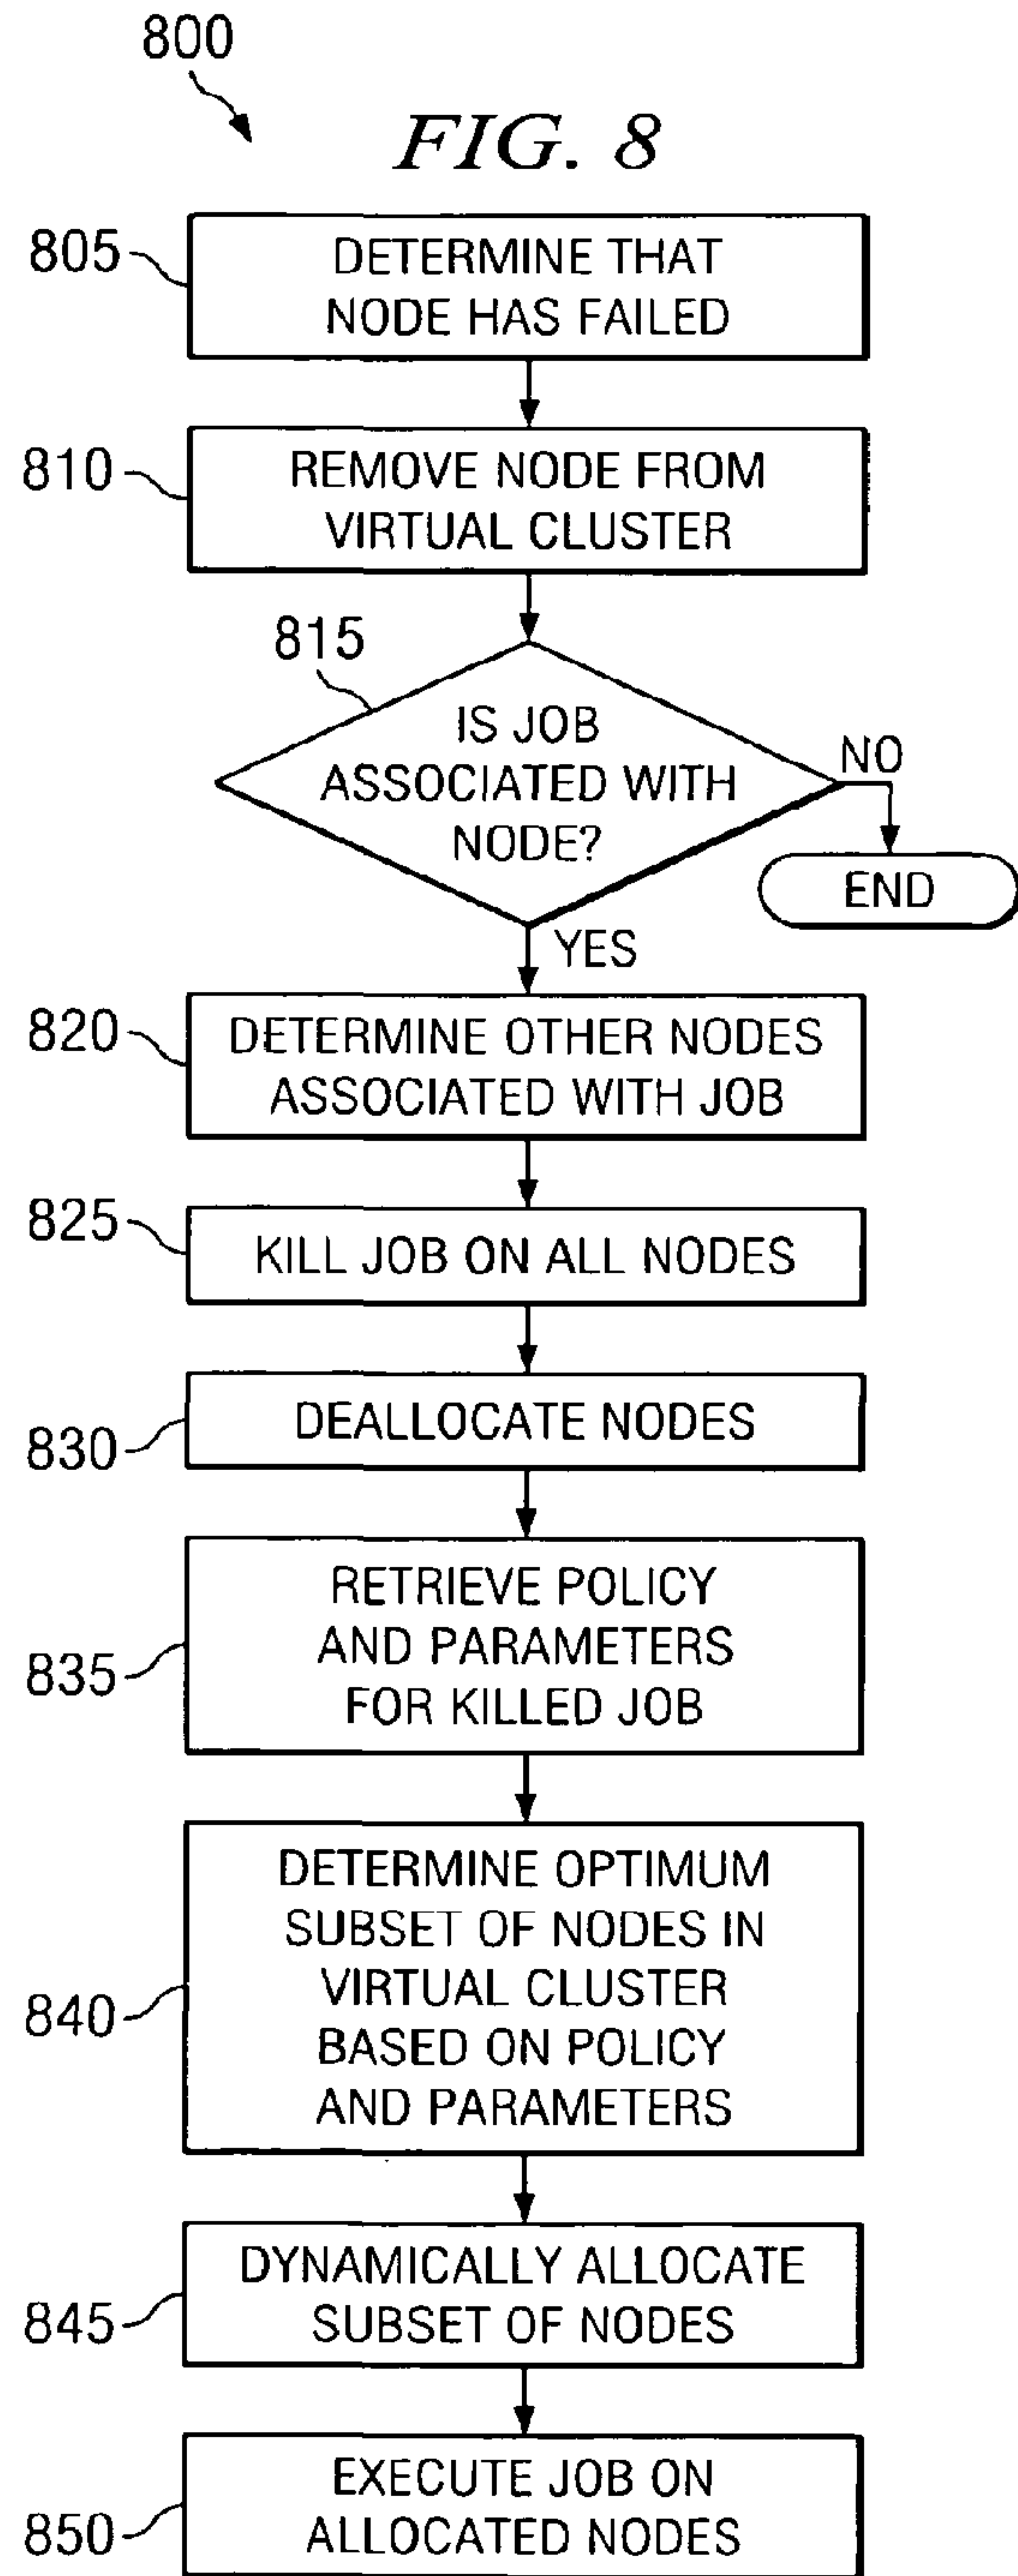 800
FIG. 8
805
DETERMINE THAT
NODE HAS FAILED
810
REMOVE NODE FROM
VIRTUAL CLUSTER
815
IS JOB
ASSOCIATED WITH
NODE?
NO
END
YES
820
DETERMINE OTHER NODES
ASSOCIATED WITH JOB
825
KILL JOB ON ALL NODES
830
DEALLOCATE NODES
835
RETRIEVE POLICY
AND PARAMETERS
FOR KILLED JOB
840
DETERMINE OPTIMUM
SUBSET OF NODES IN
VIRTUAL CLUSTER
BASED ON POLICY
AND PARAMETERS
845
DYNAMICALLY ALLOCATE
SUBSET OF NODES
850
EXECUTE JOB ON
ALLOCATED NODES